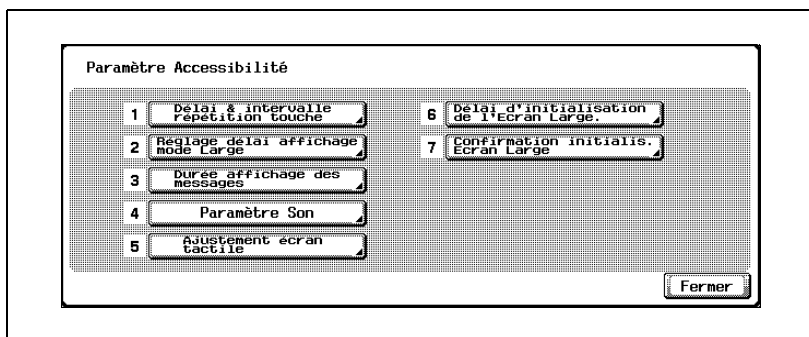 Paramètre Accessibilité
1 Délai & intervalle
répétition touche
2 Réglage délai affichage
mode Large
3 Durée affichage des
messages
4 Paramètre Son
5 Ajustement écran
tactile
6 Délai d'initialisation
de l'Ecran Large.
7 Confirmation initialis.
Ecran Large
Fermer